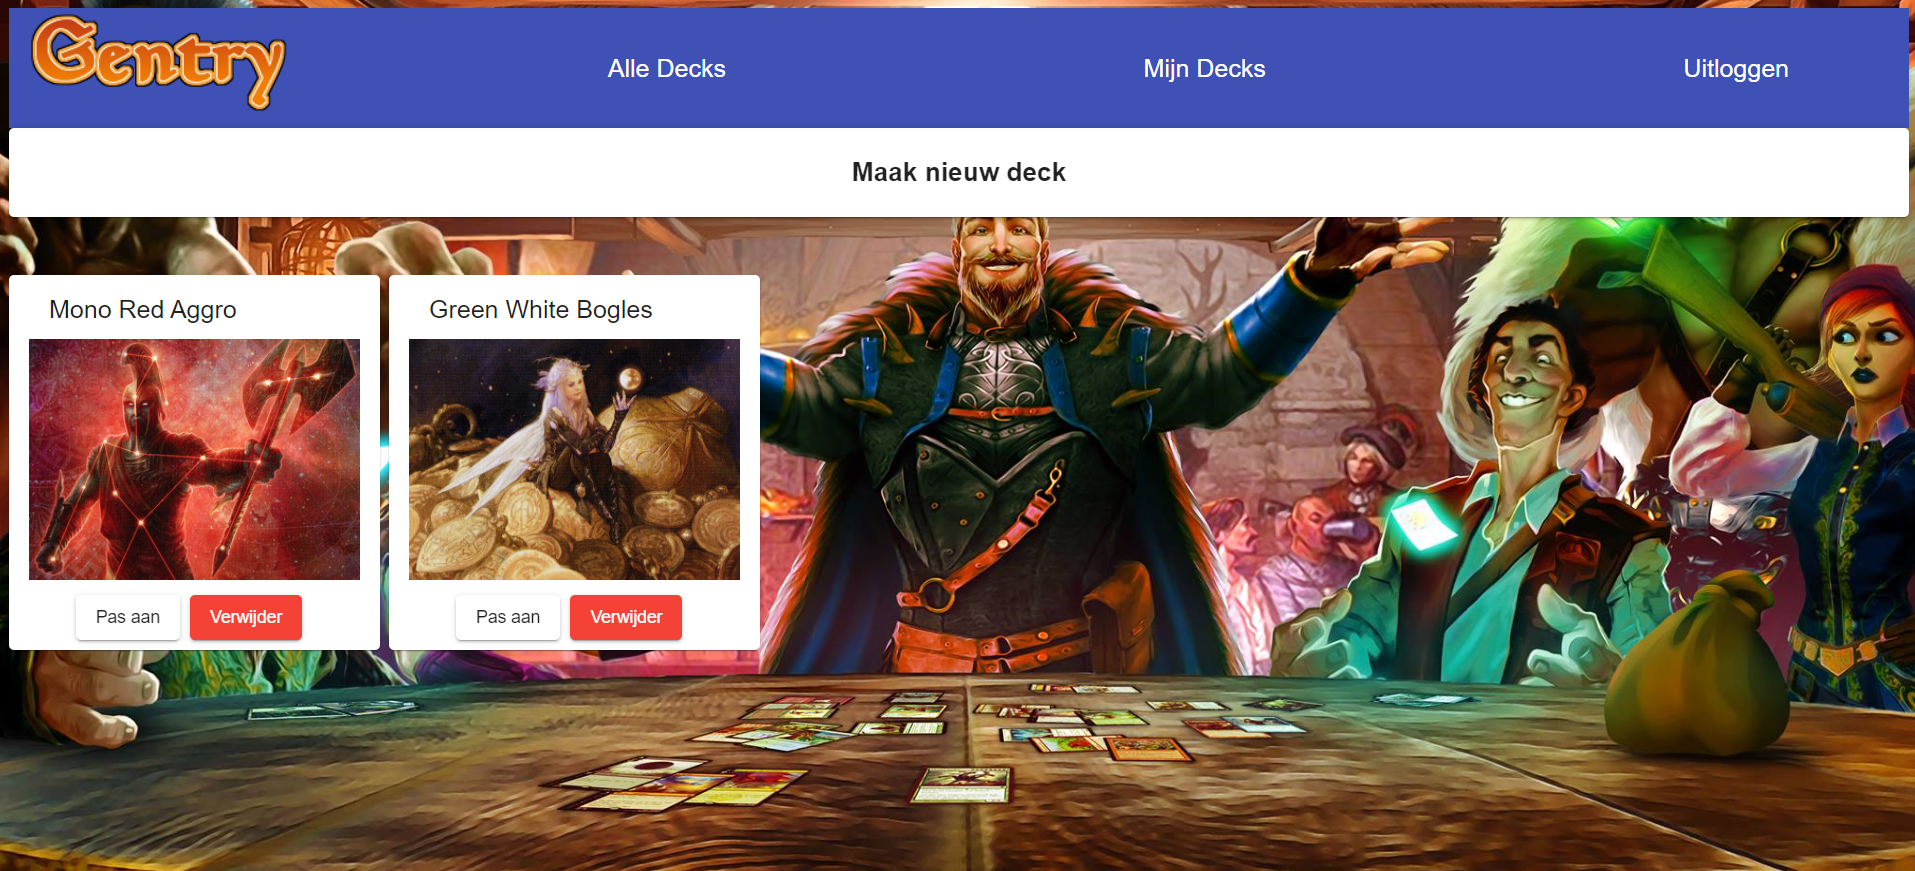 Gentry
Alle Decks
Mijn Decks
Uitloggen
Maak nieuw deck
Mono Red Aggro
Green White Bogles
Pas aan
Verwijder
Pas aan
Verwijder